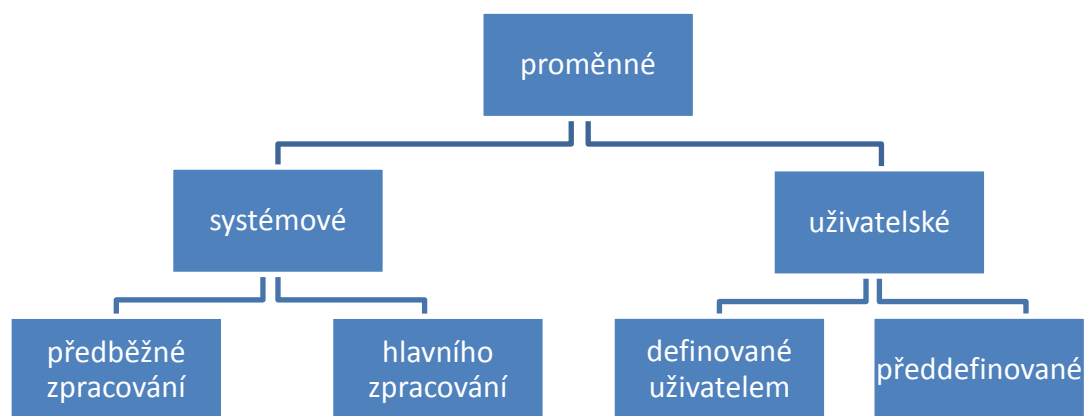 proměnné
systémové
uživatelské
předběžné
zpracování
hlavního
zpracování
definované
uživatelem
předdefinované